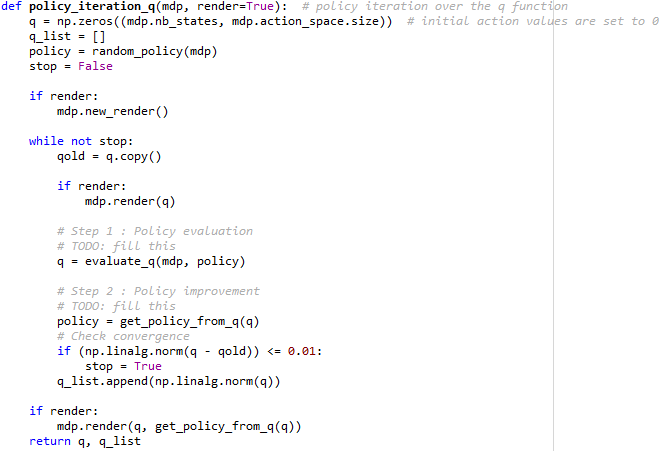 def policy_iteration_q(mdp, render=True):  # policy iteration over the q function
    q = np.zeros((mdp.nb_states, mdp.action_space.size))  # initial action values are set to 0
    q_list = []
    policy = random_policy(mdp)
    stop = False

    if render:
        mdp.new_render()

    while not stop:
        qold = q.copy()

        if render:
            mdp.render(q)

        # Step 1 : Policy evaluation
        # TODO: fill this
        q = evaluate_q(mdp, policy)

        # Step 2 : Policy improvement
        # TODO: fill this
        policy = get_policy_from_q(q)
        # Check convergence
        if (np.linalg.norm(q - qold)) <= 0.01:
            stop = True
        q_list.append(np.linalg.norm(q))

    if render:
        mdp.render(q, get_policy_from_q(q))
    return q, q_list